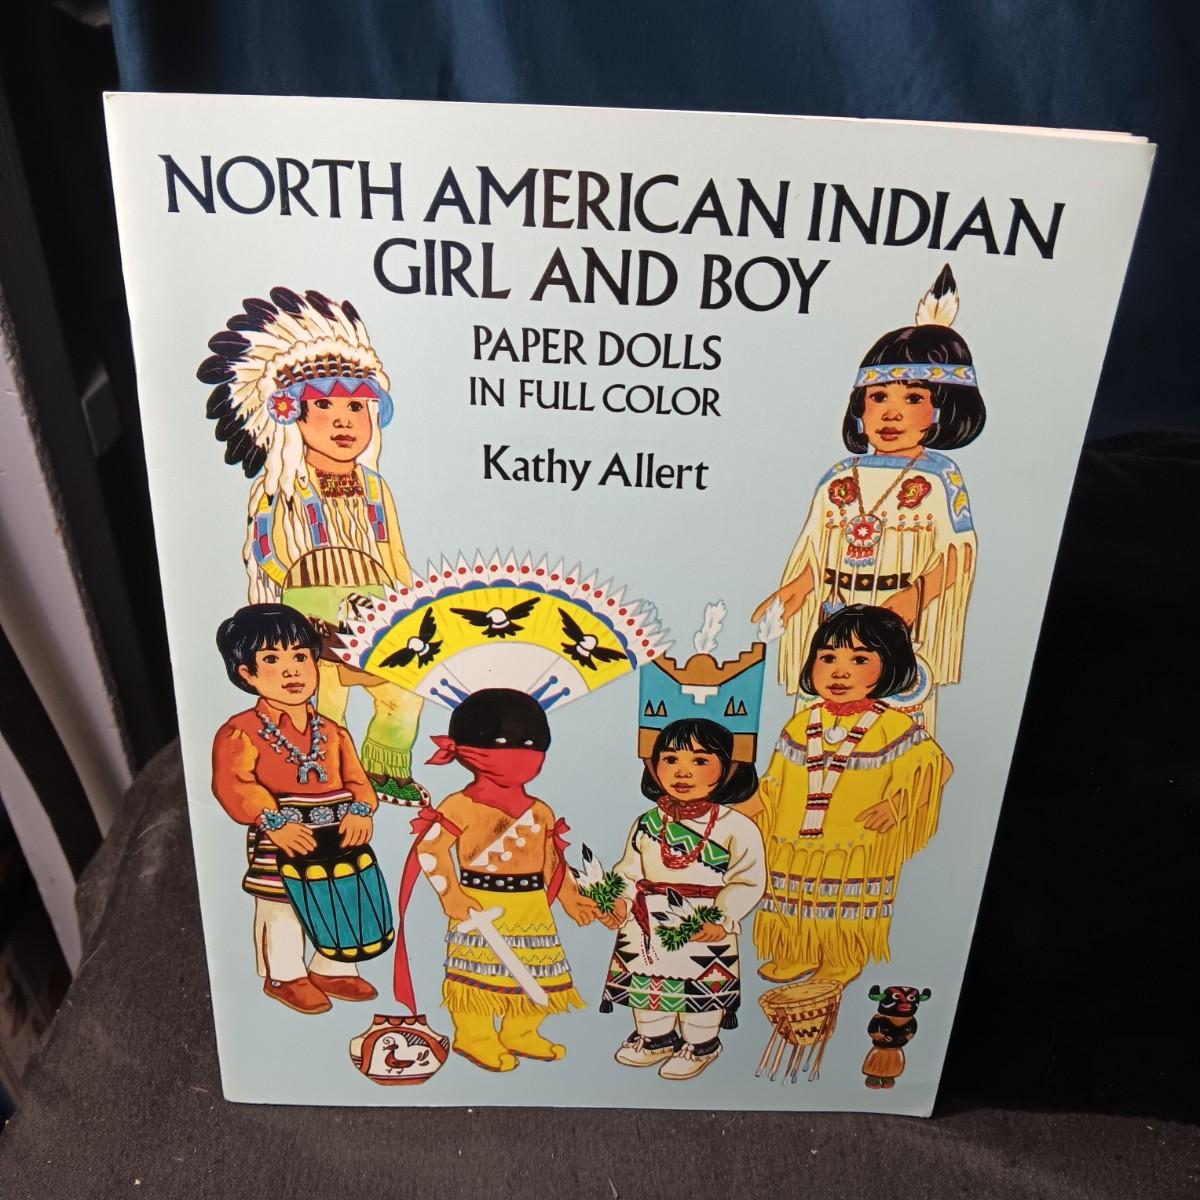 NORTH AMERICAN INDIAN
GIRL AND BOY
PAPER DOLLS
IN FULL COLOR
Kathy Allert